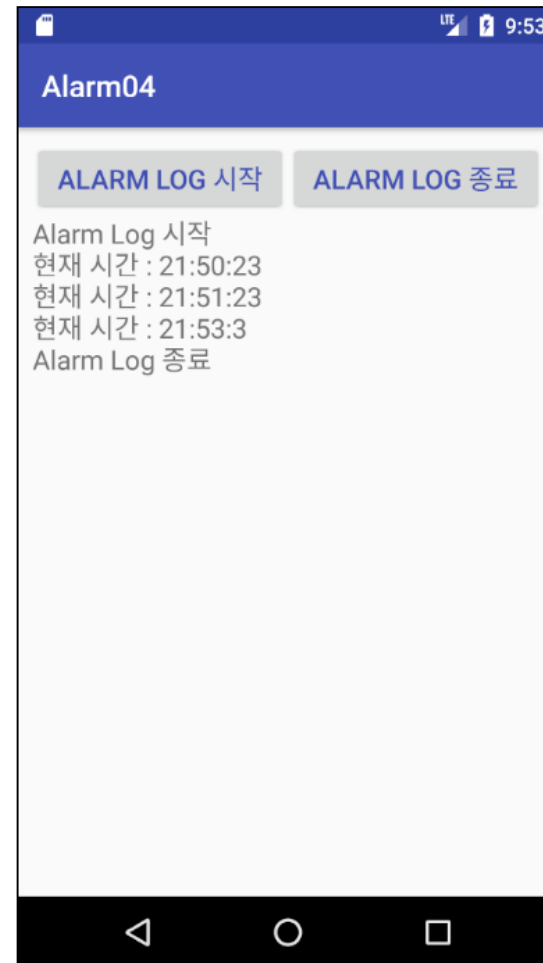 LTE 9:53
Alarm04
ALARM LOG 시작 ALARM LOG 종료
Alarm Log 시작
현재 시간 : 21:50:23
현재 시간 : 21:51:23
현재 시간 : 21:53:3
Alarm Log 종료